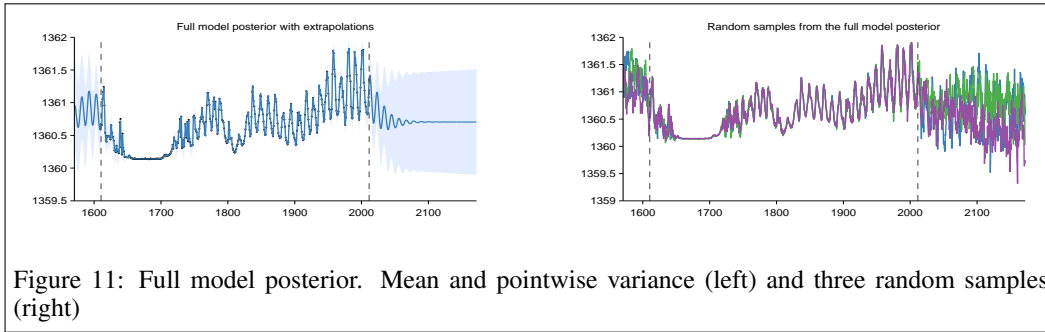 Full model posterior with extrapolations
1362
1361.5
1361
1360.5
1360
1359.5
1600 1700 1800 1900 2000 2100
Random samples from the full model posterior
1362
1361.5
1361
1360.5
1360
1359.5
1359
1600 1700 1800 1900 2000 2100
Figure 11: Full model posterior. Mean and pointwise variance (left) and three random samples
(right)